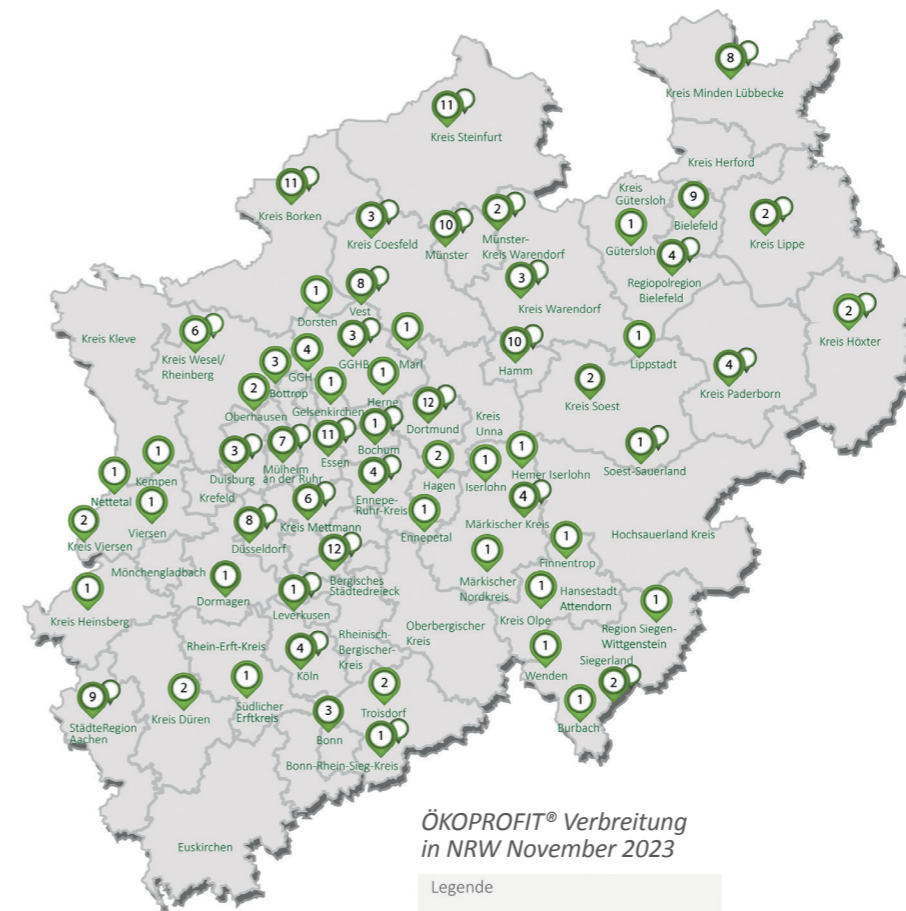 8
Kreis Minden Lübbecke
11
Kreis Steinfurt
Kreis Herford
11
Kreis Borken
3
Kreis Coesfeld
10
Münster
2
Münster-
Kreis Warendorf
Kreis
Gütersloh
1
Gütersloh
9
Bielefeld
2
Kreis Lippe
4
Regiopolregion
Bielefeld
3
Kreis Warendorf
1
Dorsten
8
Vest
2
Kreis Höxter
Kreis Kleve
6
Kreis Wesel/
Rheinberg
3
Bottrop
4
GGH
3
GGHB
1
Marl
10
Hamm
1
Lippstadt
4
Kreis Paderborn
2
Oberhausen
1
Gelsenkirchen
1
Herne
12
Dortmund
Kreis
Unna
2
Kreis Soest
3
Duisburg
7
Mülheim
an der Ruhr
11
Essen
1
Bochum
1
Soest-Sauerland
1
Nettetal
1
Kempen
Krefeld
4
Ennepe-
Ruhr-Kreis
2
Hagen
1
Iserlohn
1
Hemer Iserlohn
2
Kreis Viersen
1
Viersen
8
Düsseldorf
6
Kreis Mettmann
1
Ennepetal
4
Märkischer Kreis
Hochsauerland Kreis
1
Finnentrop
Mönchengladbach
1
Dormagen
12
Bergisches
Städtedreieck
1
Märkischer
Nordkreis
1
Kreis Heinsberg
1
Leverkusen
1
Kreis Olpe
Hansestadt
Attendorn
1
Region Siegen-
Wittgenstein
Rhein-Erft-Kreis
4
Köln
Rheinisch-
Bergischer-
Kreis
Oberbergischer
Kreis
1
Wenden
Siegerland
2
9
StädteRegion
Aachen
2
Kreis Düren
1
Südlicher
Erftkreis
3
Bonn
2
Troisdorf
1
Burbach
1
Bonn-Rhein-Sieg-Kreis
Euskirchen
ÖKOPROFIT® Verbreitung
in NRW November 2023
Legende